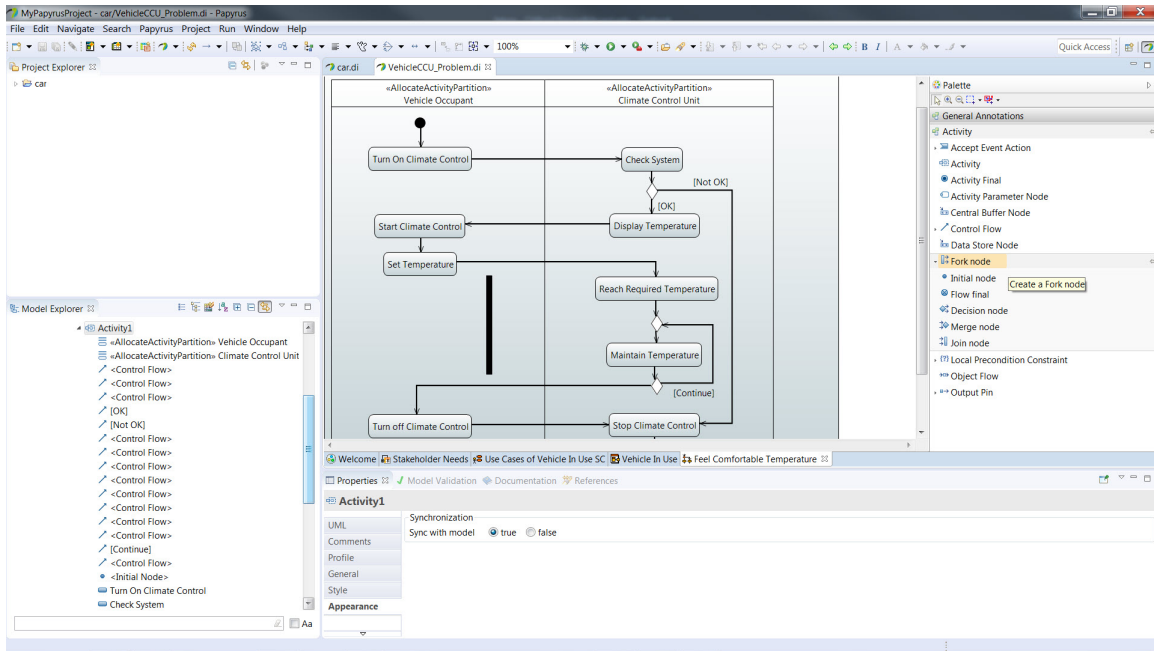 MyPapyrusProject - car/VehicleCCU_Problem.di - Papyrus
File Edit Navigate Search Papyrus Project Run Window Help
100%
B I A
Quick Access
Project Explorer
car
Model Explorer
Activity1
«AllocateActivityPartition» Vehicle Occupant
«AllocateActivityPartition» Climate Control Unit
<Control Flow>
<Control Flow>
<Control Flow>
[OK]
[Not OK]
<Control Flow>
<Control Flow>
<Control Flow>
<Control Flow>
<Control Flow>
<Control Flow>
<Control Flow>
<Control Flow>
[Continue]
<Control Flow>
<Initial Node>
Turn On Climate Control
Check System
Aa
car.di
VehicleCCU_Problem.di
«AllocateActivityPartition»
Vehicle Occupant
«AllocateActivityPartition»
Climate Control Unit
Turn On Climate Control
Check System
[Not OK]
[OK]
Start Climate Control
Display Temperature
Set Temperature
Reach Required Temperature
Maintain Temperature
[Continue]
Turn off Climate Control
Stop Climate Control
Welcome
Stakeholder Needs
Use Cases of Vehicle In Use SC
Vehicle In Use
Feel Comfortable Temperature
Palette
General Annotations
Activity
Accept Event Action
Activity
Activity Final
Activity Parameter Node
Central Buffer Node
Control Flow
Data Store Node
Fork node
Initial node
Create a Fork node
Flow final
Decision node
Merge node
Join node
Local Precondition Constraint
Object Flow
Output Pin
Properties
Model Validation
Documentation
References
Activity1
UML
Comments
Profile
General
Style
Appearance
Synchronization
Sync with model true false